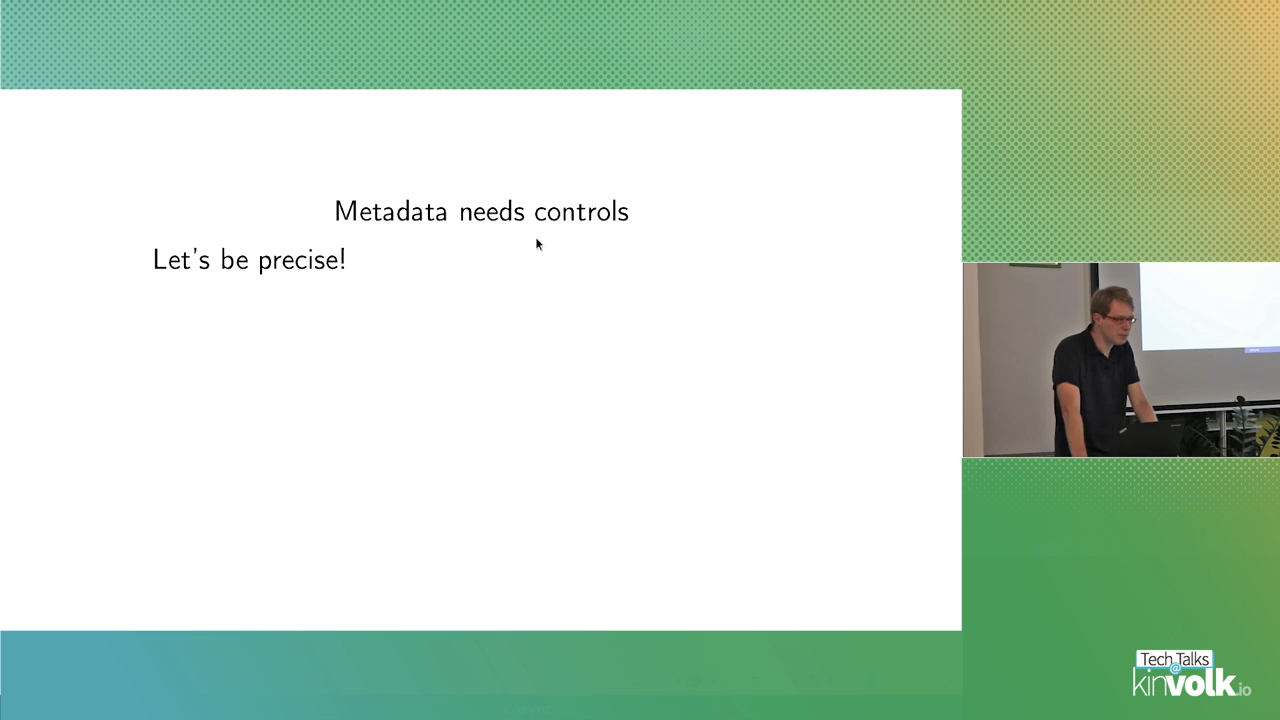 Metadata needs controls
Let's be precise!
Tech Talks
@
kinvolk.io